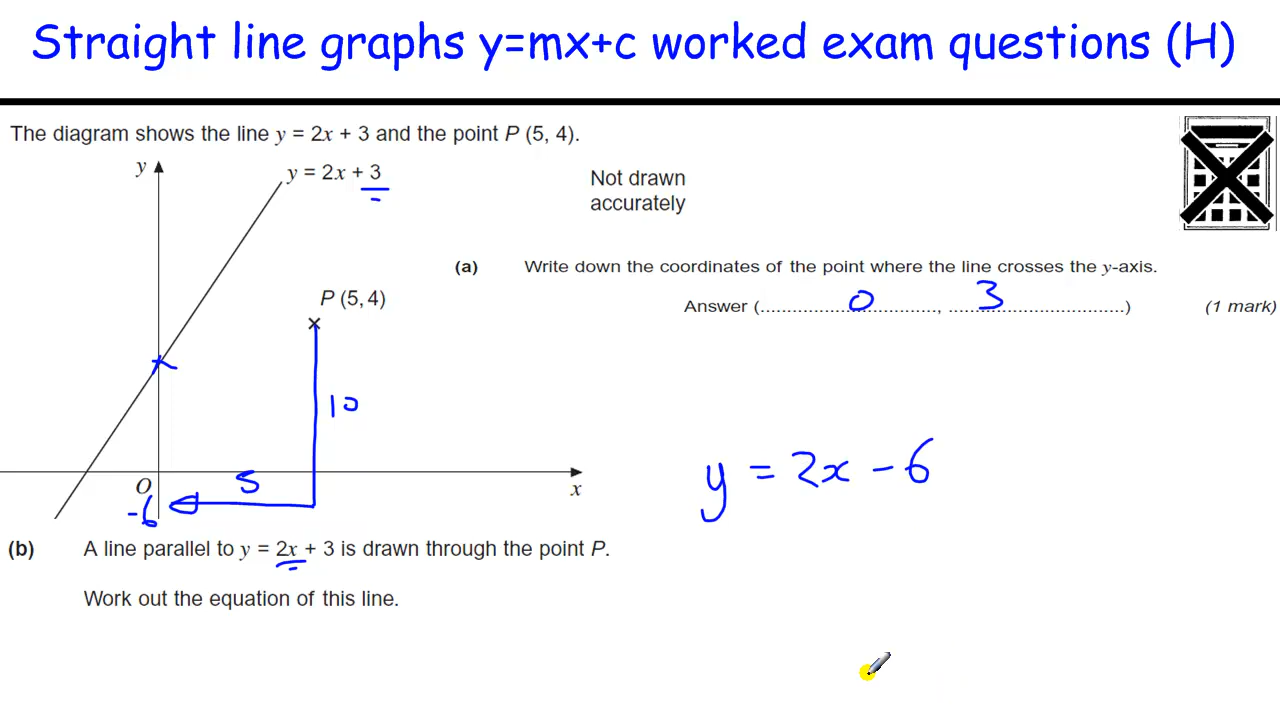 Straight line graphs y=mx+c worked exam questions (H)
The diagram shows the line y = 2x + 3 and the point P (5, 4).
y
y = 2x + 3
Not drawn
accurately
(a) Write down the coordinates of the point where the line crosses the y-axis.
Answer (..........0.........., ..........3..........) (1 mark)
P (5, 4)
10
y = 2x - 6
5
O
x
-6
(b) A line parallel to y = 2x + 3 is drawn through the point P.
Work out the equation of this line.